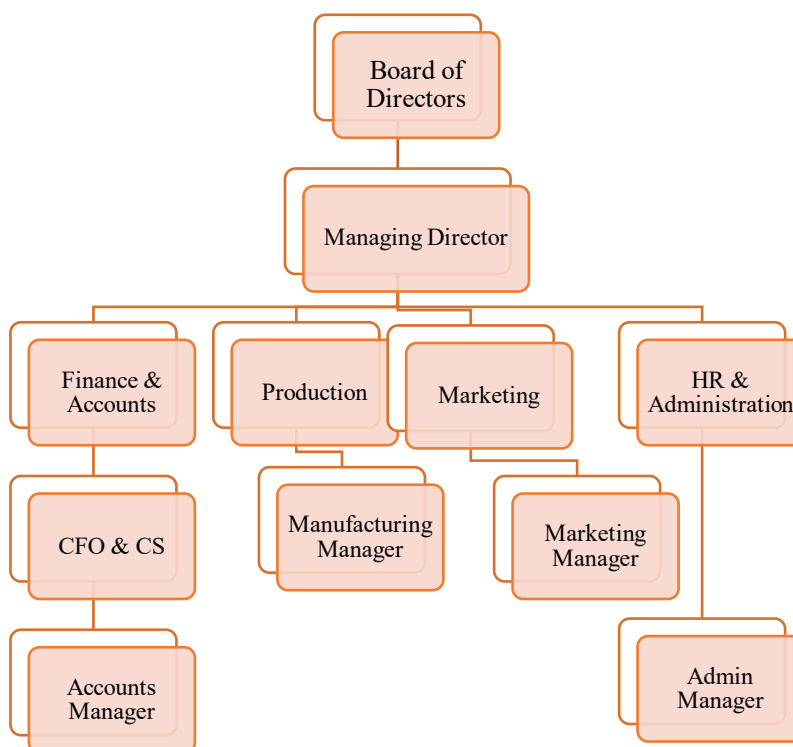 Board of
Directors
Managing Director
Finance &
Accounts
Production
Marketing
HR &
Administration
CFO & CS
Manufacturing
Manager
Marketing
Manager
Accounts
Manager
Admin
Manager